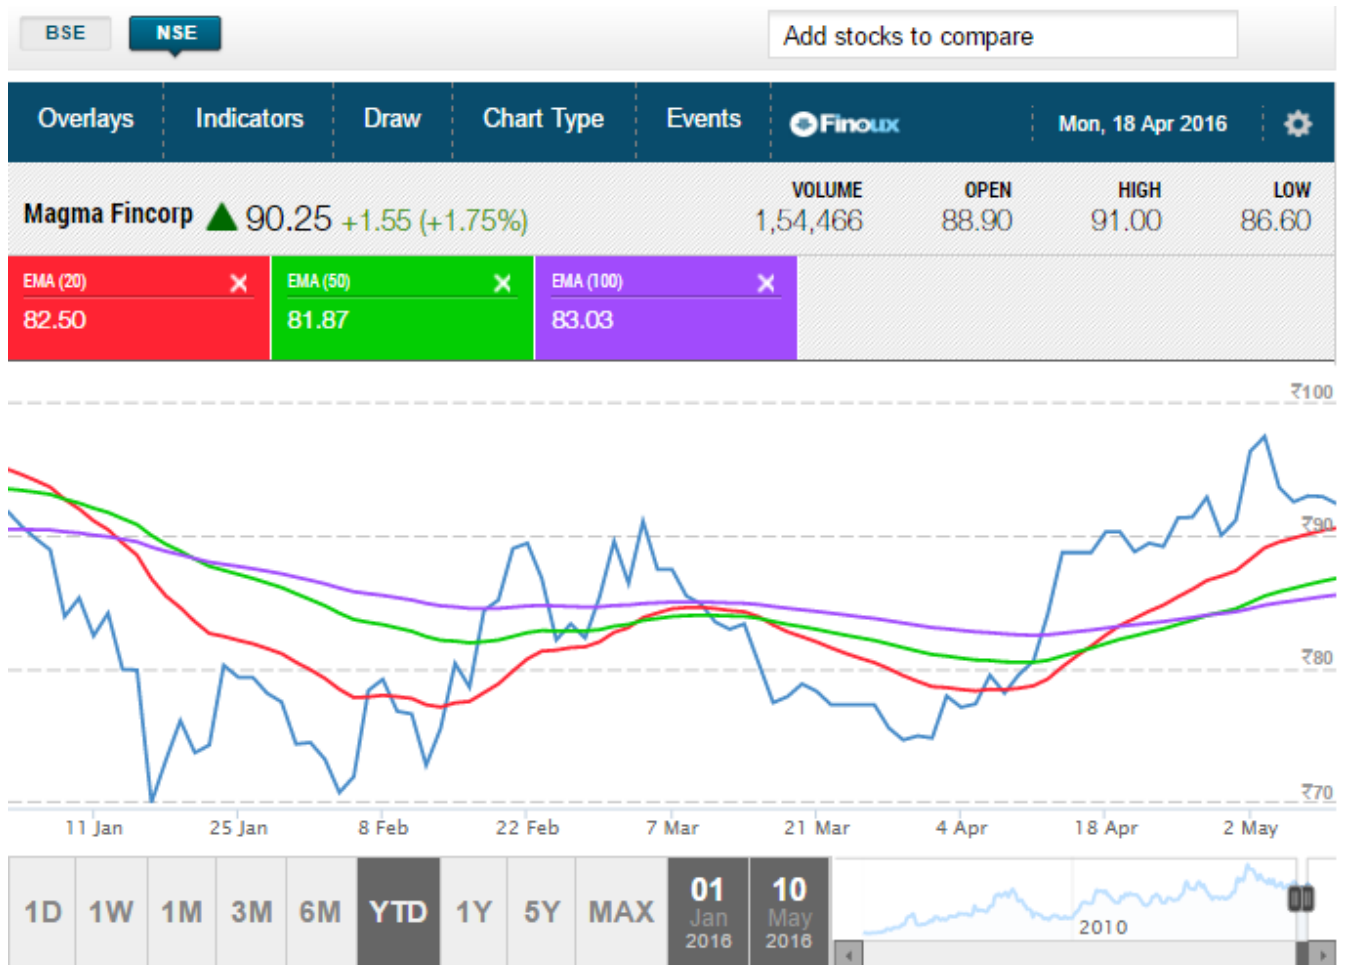 BSE NSE Add stocks to compare
Overlays Indicators Draw Chart Type Events Finoux Mon, 18 Apr 2016
VOLUME OPEN HIGH LOW
Magma Fincorp 90.25 +1.55 (+1.75%) 1,54,466 88.90 91.00 86.60
EMA (20) EMA (50) EMA (100)
82.50 81.87 83.03
₹100
₹90
₹80
₹70
11 Jan 25 Jan 8 Feb 22 Feb 7 Mar 21 Mar 4 Apr 18 Apr 2 May
1D 1W 1M 3M 6M YTD 1Y 5Y MAX 01 10
Jan May
2016 2016
2010